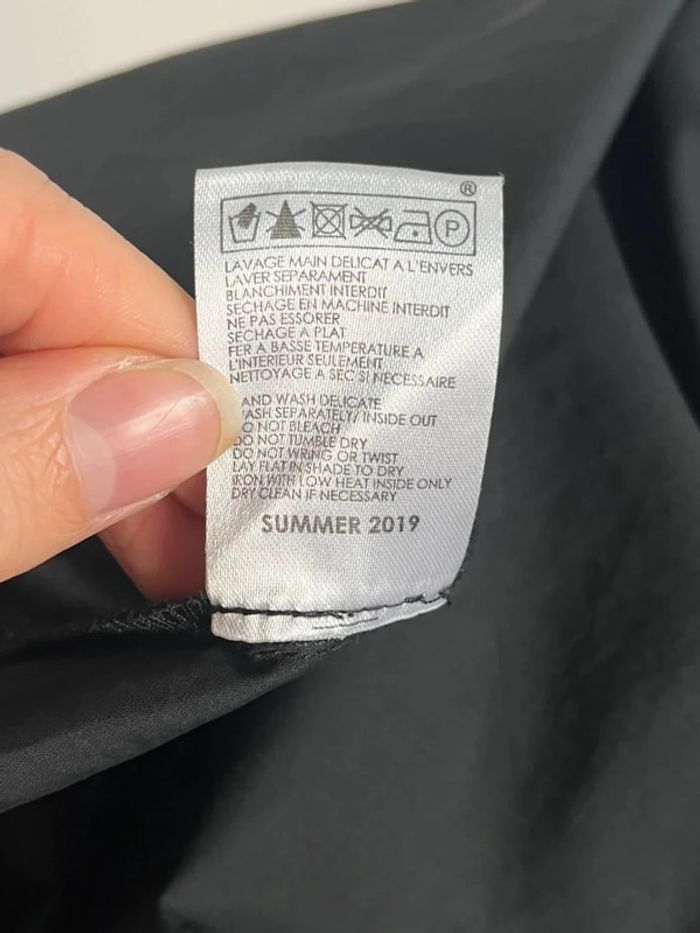 ®
P
LAVAGE MAIN DELICAT A L'ENVERS
LAVER SEPARAMENT
BLANCHIMENT INTERDIT
SECHAGE EN MACHINE INTERDIT
NE PAS ESSORER
SECHAGE A PLAT
FER A BASSE TEMPERATURE A
L'INTERIEUR SEULEMENT
NETTOYAGE A SEC SI NECESSAIRE
AND WASH DELICATE
ASH SEPARATELY/ INSIDE OUT
O NOT BLEACH
DO NOT TUMBLE DRY
DO NOT WRING OR TWIST
LAY FLAT IN SHADE TO DRY
IRON WITH LOW HEAT INSIDE ONLY
DRY CLEAN IF NECESSARY
SUMMER 2019